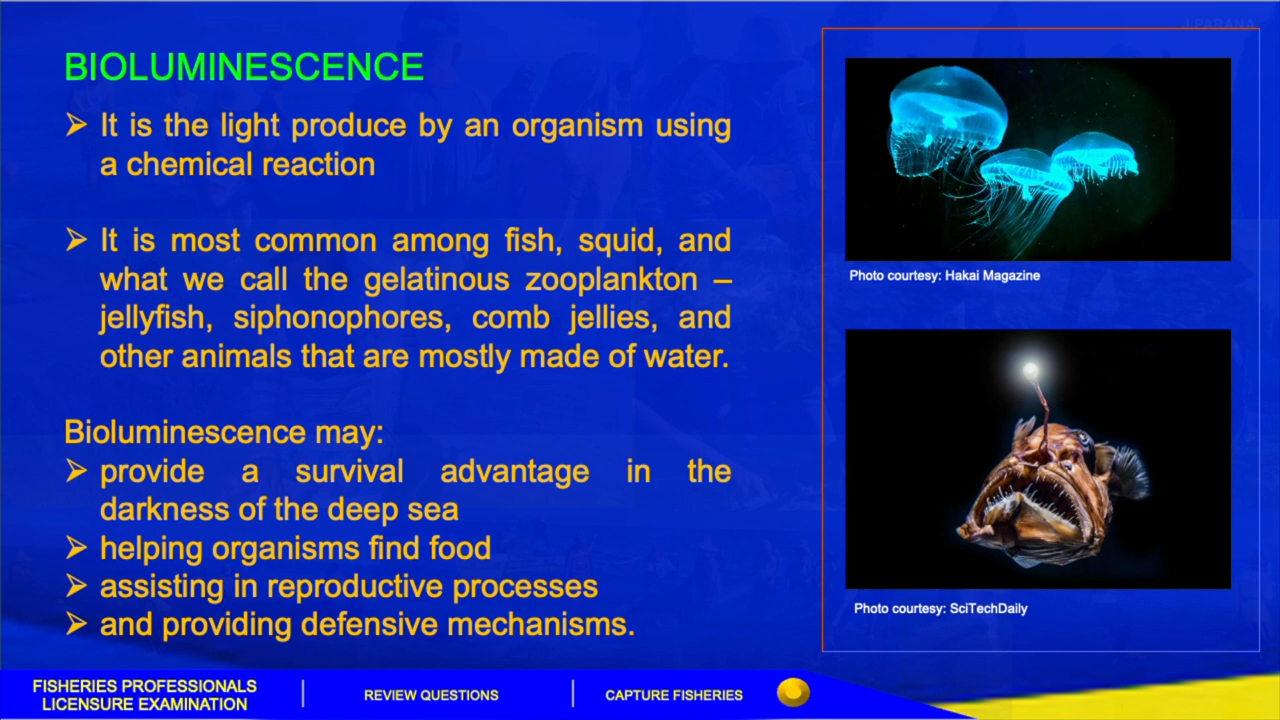 J PARANA
BIOLUMINESCENCE
➢ It is the light produce by an organism using
a chemical reaction
➢ It is most common among fish, squid, and
what we call the gelatinous zooplankton –
jellyfish, siphonophores, comb jellies, and
other animals that are mostly made of water.
Bioluminescence may:
➢ provide a survival advantage in the
darkness of the deep sea
➢ helping organisms find food
➢ assisting in reproductive processes
➢ and providing defensive mechanisms.
Photo courtesy: Hakai Magazine
Photo courtesy: SciTechDaily
FISHERIES PROFESSIONALS
LICENSURE EXAMINATION
REVIEW QUESTIONS
CAPTURE FISHERIES